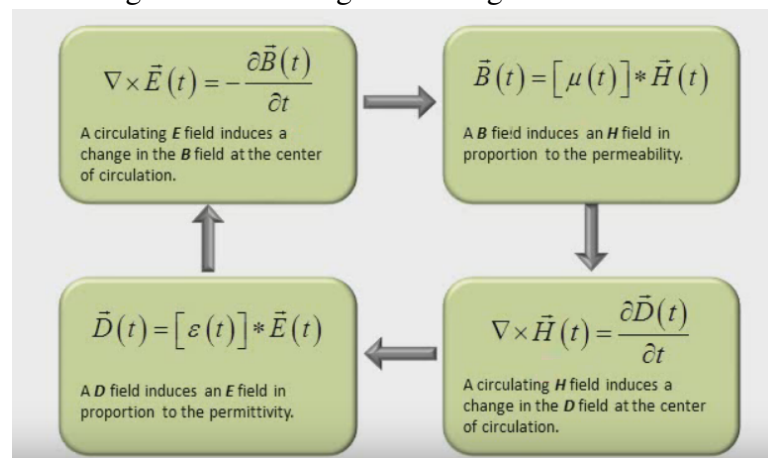 ∇ × E⃗(t) = − ∂B⃗(t)/∂t
A circulating E field induces a
change in the B field at the center
of circulation.
B⃗(t) = [μ(t)] * H⃗(t)
A B field induces an H field in
proportion to the permeability.
D⃗(t) = [ε(t)] * E⃗(t)
A D field induces an E field in
proportion to the permittivity.
∇ × H⃗(t) = ∂D⃗(t)/∂t
A circulating H field induces a
change in the D field at the center
of circulation.